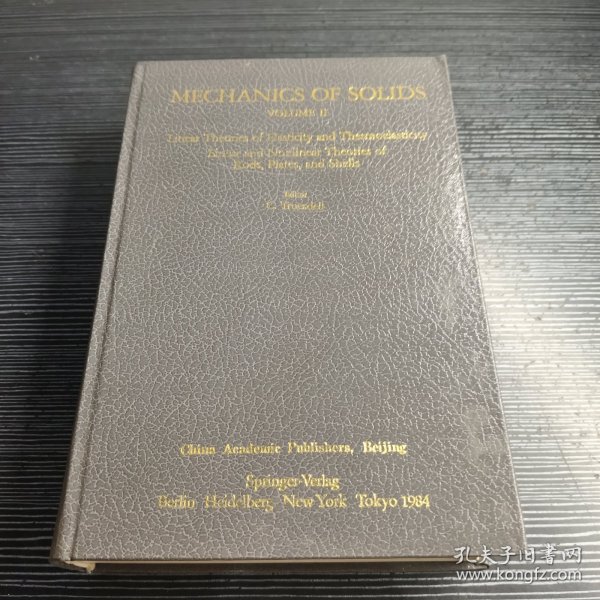 MECHANICS OF SOLIDS
VOLUME II
Linear Theories of Elasticity and Thermoelasticity
Linear and Nonlinear Theories of
Rods, Plates, and Shells
Editor
C. Truesdell
China Academic Publishers, Beijing
Springer-Verlag
Berlin Heidelberg New York Tokyo 1984
孔夫子旧书网
www.kongfz.com